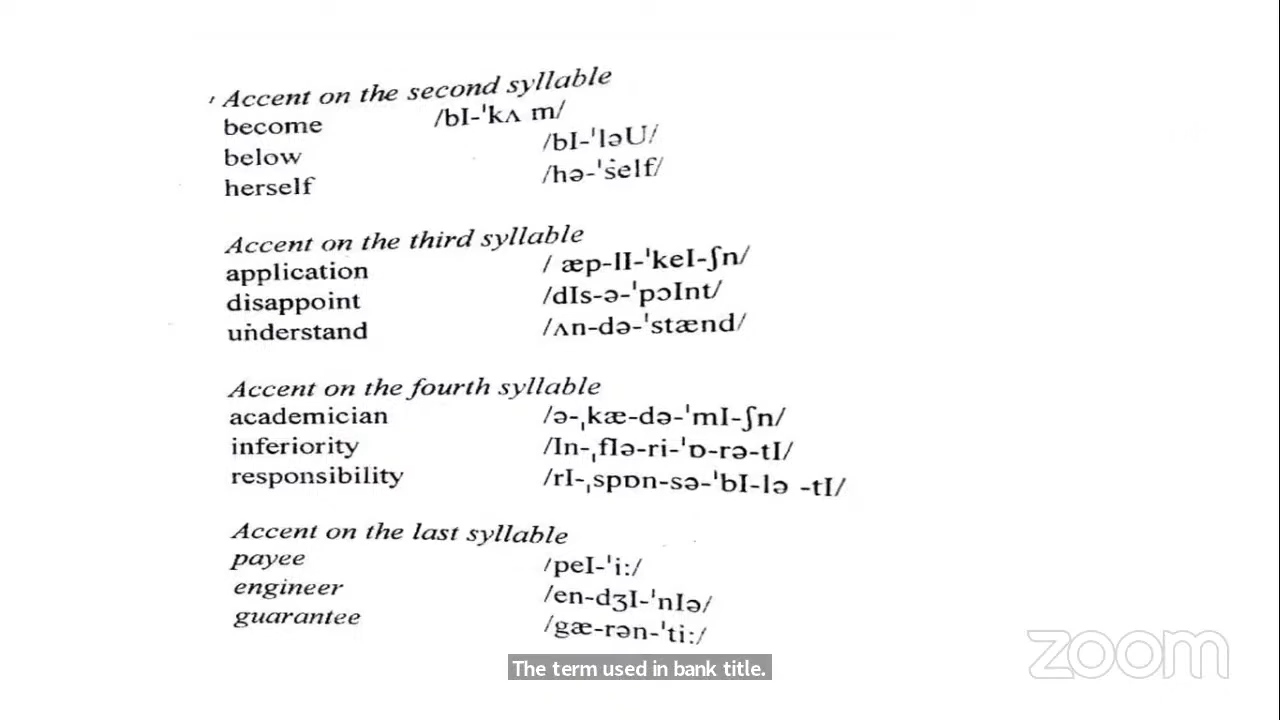 Accent on the second syllable
become /bI-ˈkʌ m/
below /bI-ˈləU/
herself /hə-ˈself/
Accent on the third syllable
application / æp-lI-ˈkeI-ʃn/
disappoint /dIs-ə-ˈpɔInt/
understand /ʌn-də-ˈstænd/
Accent on the fourth syllable
academician /ə-ˌkæ-də-ˈmI-ʃn/
inferiority /In-ˌfIə-ri-ˈɒ-rə-tI/
responsibility /rI-ˌspɒn-sə-ˈbI-lə -tI/
Accent on the last syllable
payee /peI-ˈi:/
engineer /en-dʒI-ˈnIə/
guarantee /gæ-rən-ˈti:/
The term used in bank title.
zoom